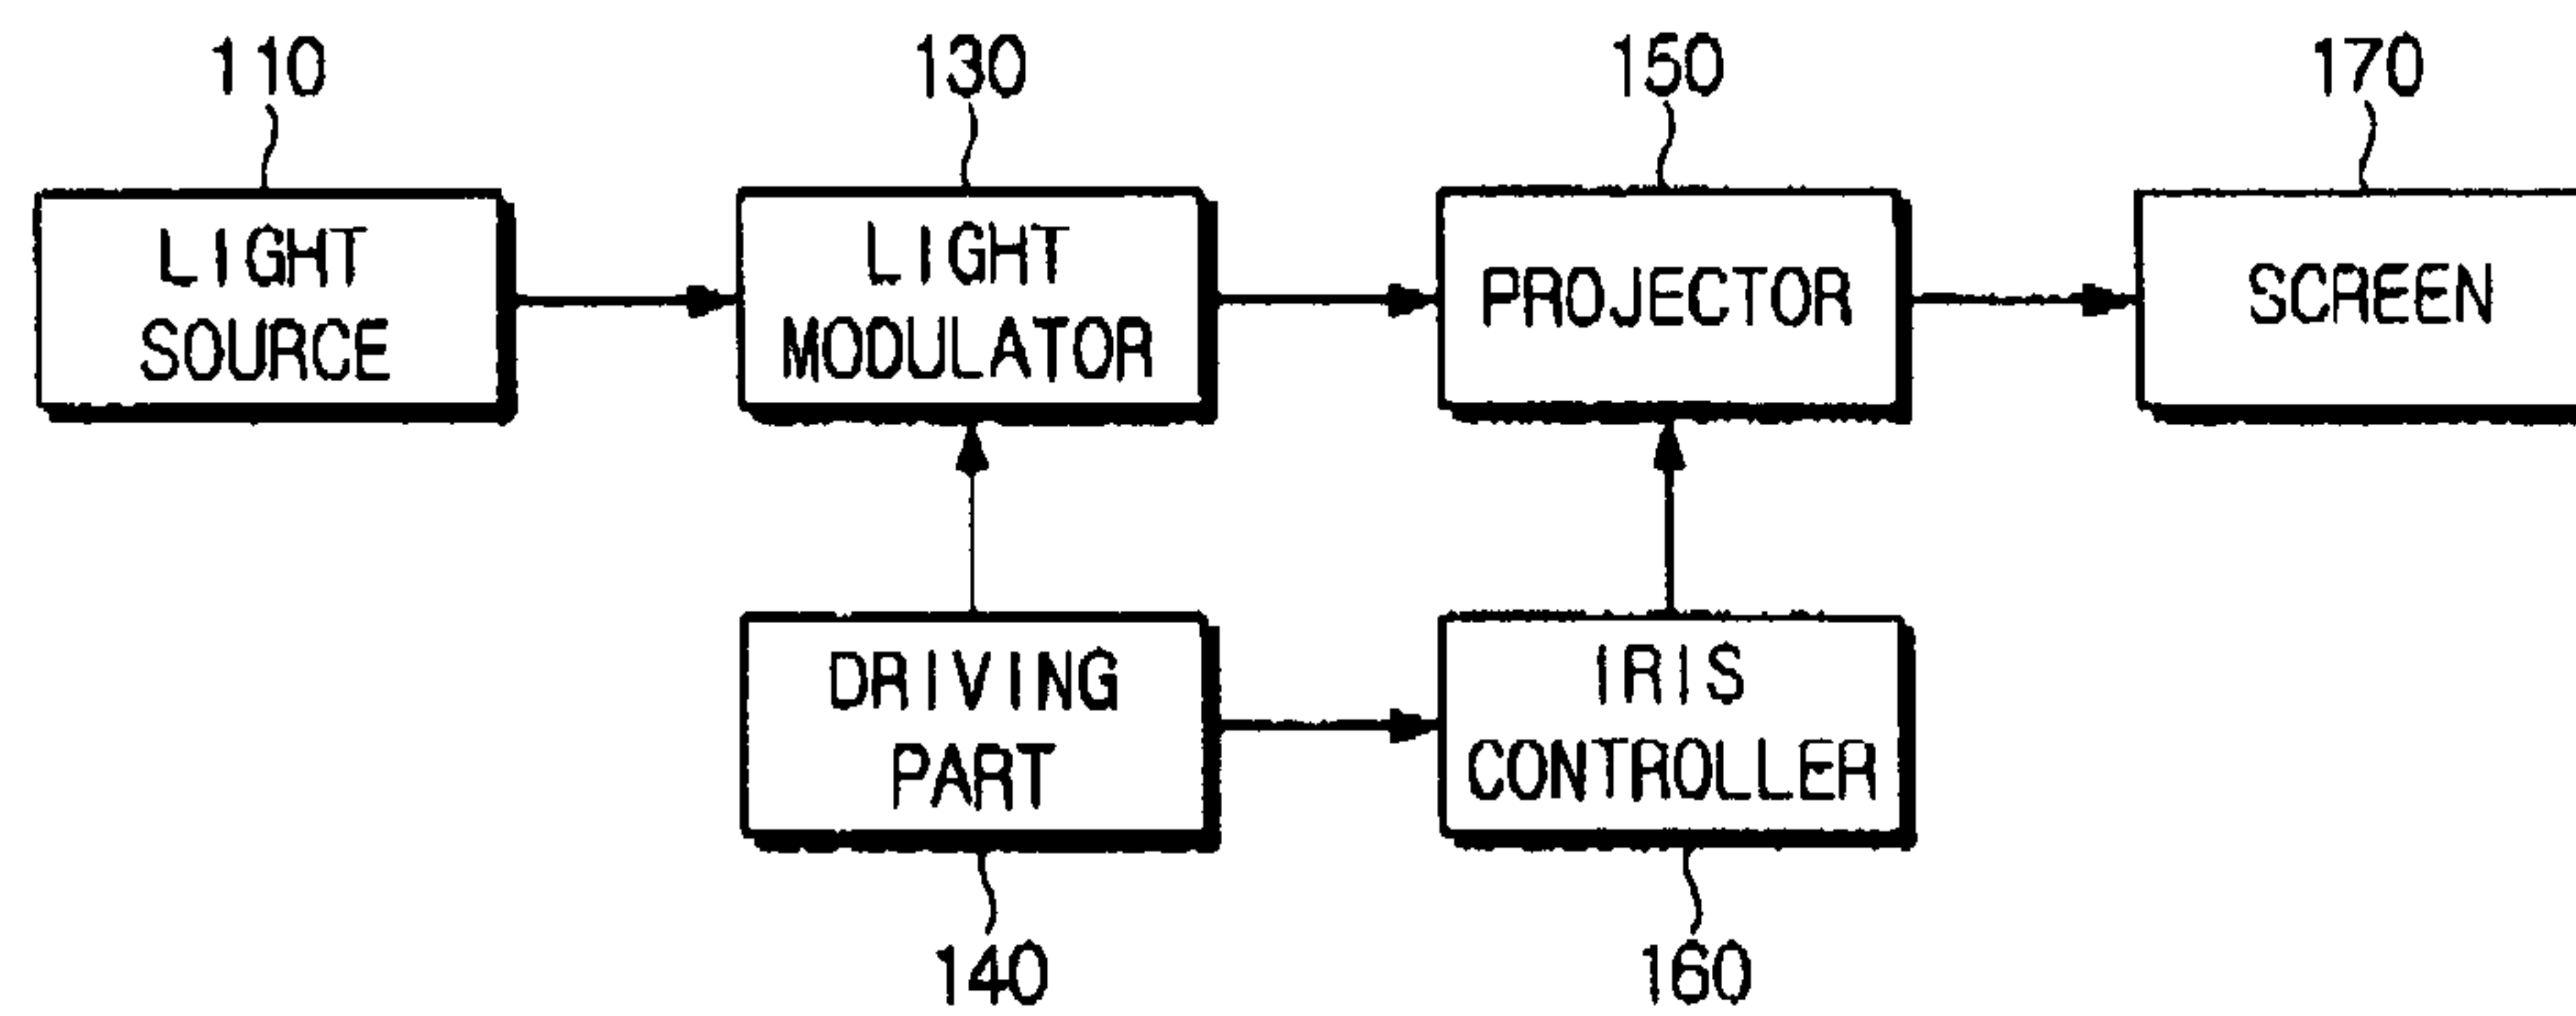 110
130
150
170
LIGHT
SOURCE
LIGHT
MODULATOR
PROJECTOR
SCREEN
DRIVING
PART
IRIS
CONTROLLER
140
160